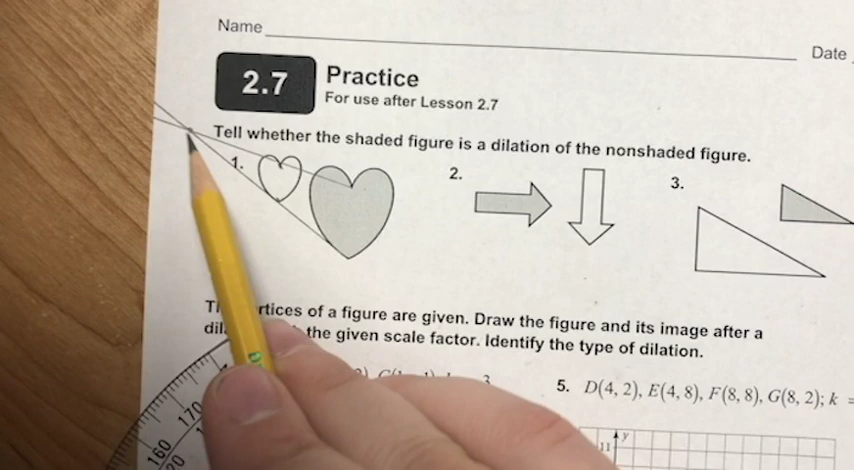 Name
Date
2.7 Practice
For use after Lesson 2.7
Tell whether the shaded figure is a dilation of the nonshaded figure.
1.
2.
3.
rtices of a figure are given. Draw the figure and its image after a
the given scale factor. Identify the type of dilation.
5. D(4, 2), E(4, 8), F(8, 8), G(8, 2); k =
11 y
170
160
20